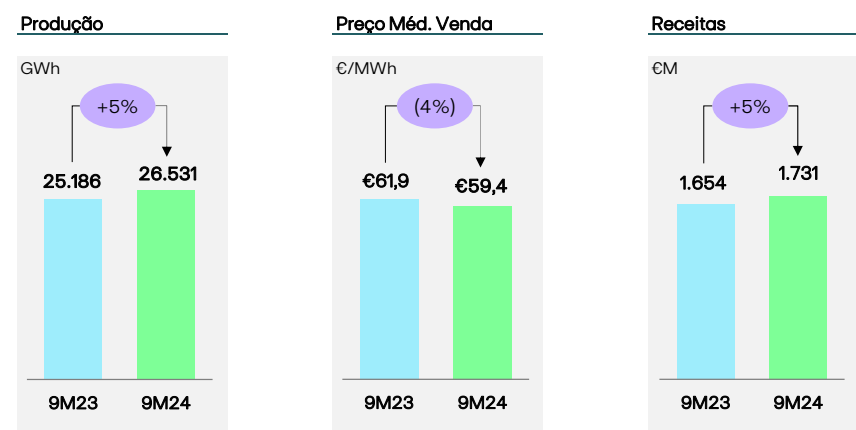 Produção
GWh
+5%
25.186
26.531
9M23
9M24
Preço Méd. Venda
€/MWh
(4%)
€61,9
€59,4
9M23
9M24
Receitas
€M
+5%
1.654
1.731
9M23
9M24